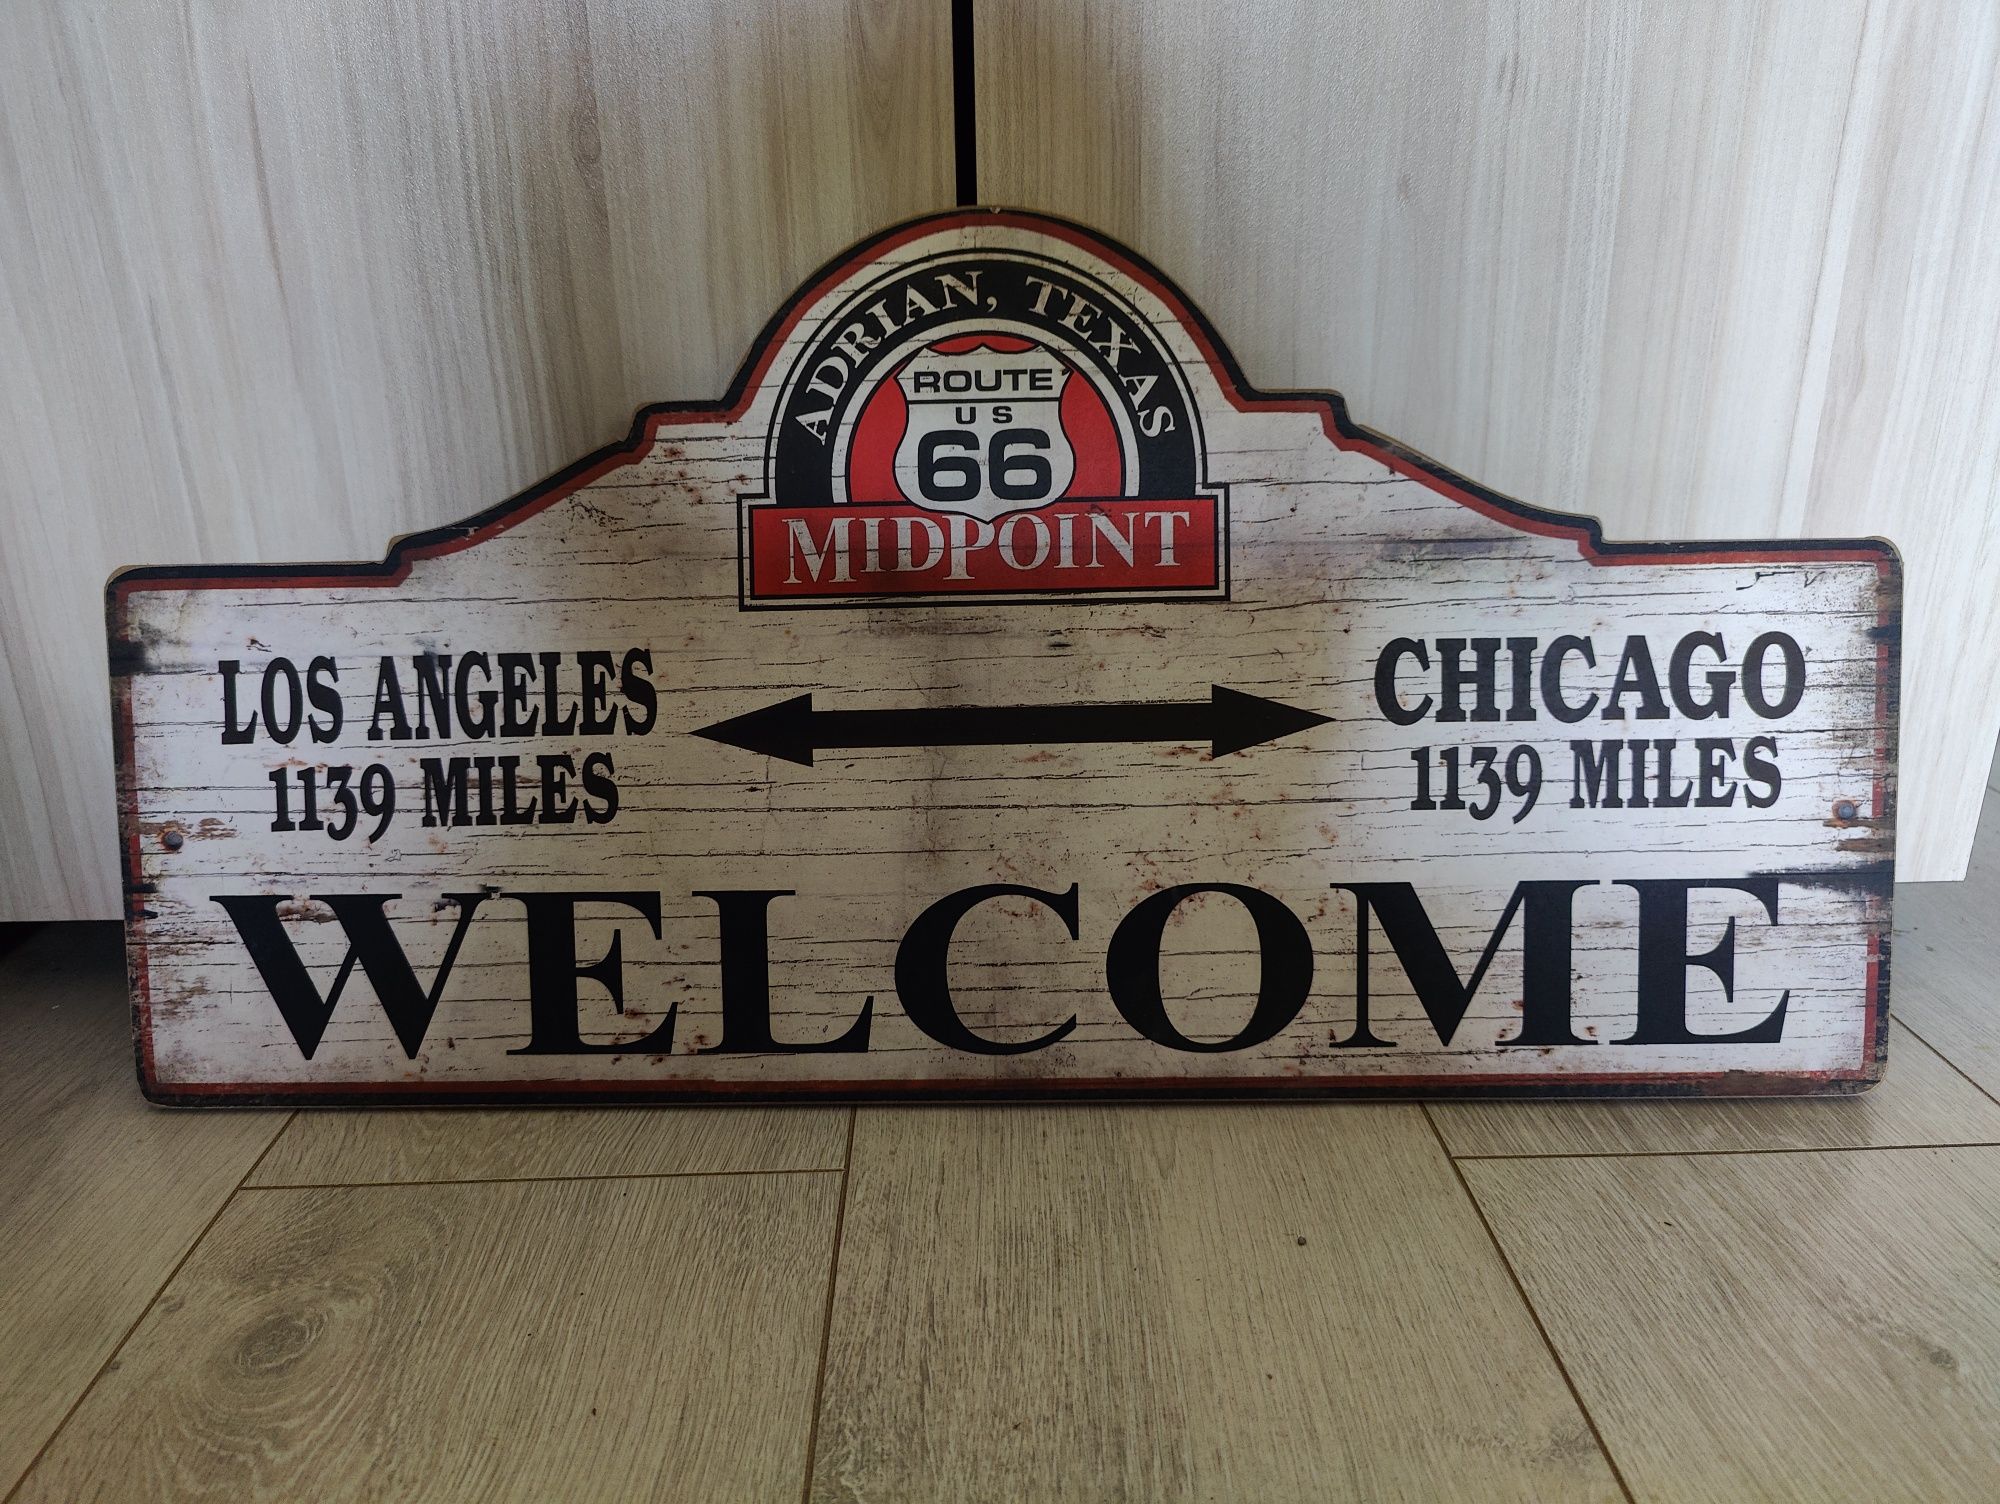 ADRIAN, TEXAS
ROUTE
US
66
MIDPOINT
LOS ANGELES
1139 MILES
CHICAGO
1139 MILES
WELCOME